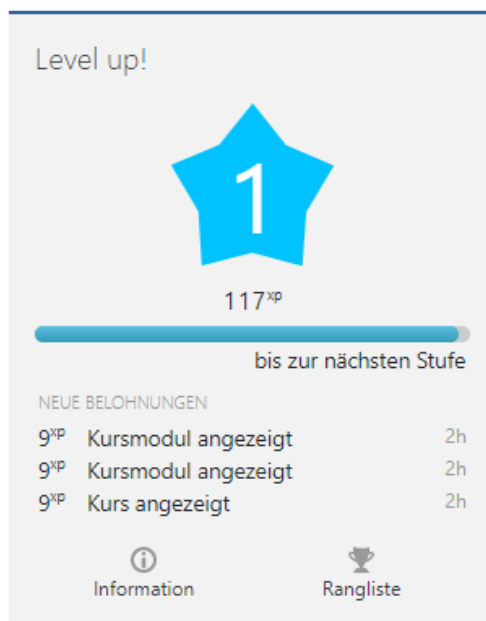 Level up!
1
117xp
bis zur nächsten Stufe
NEUE BELOHNUNGEN
9xp Kursmodul angezeigt 2h
9xp Kursmodul angezeigt 2h
9xp Kurs angezeigt 2h
Information Rangliste